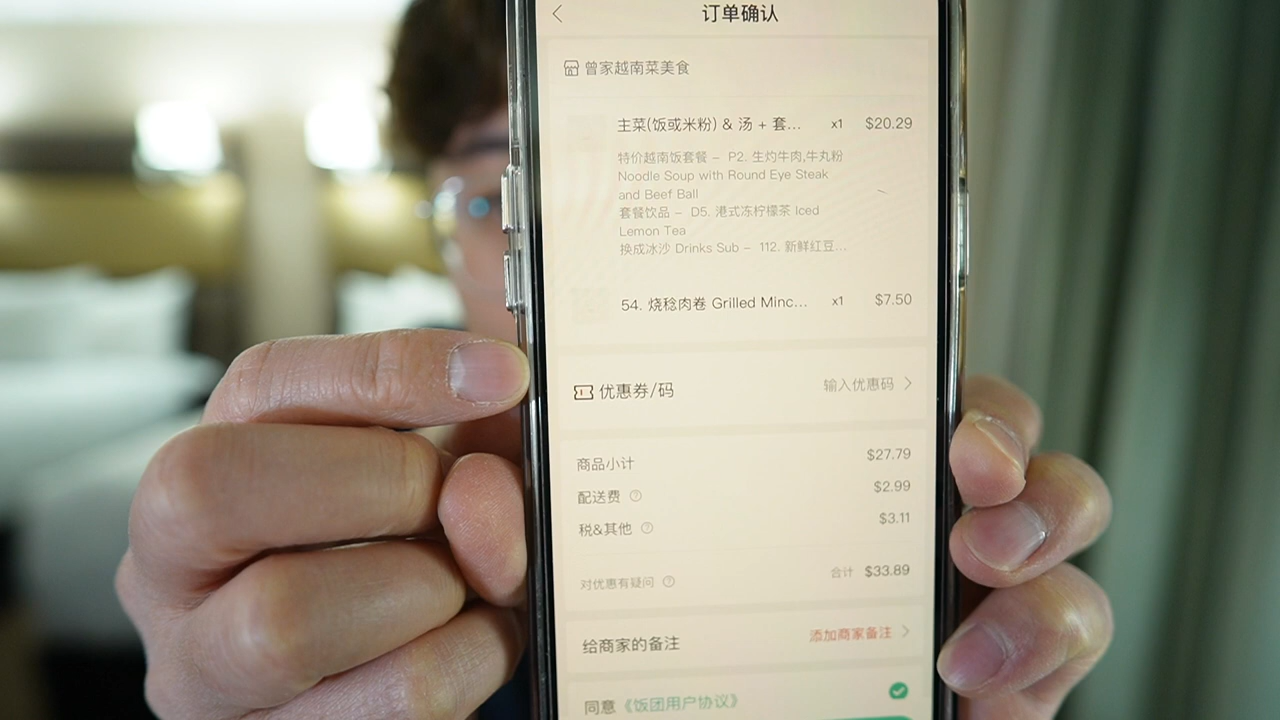 订单确认
曾家越南菜美食
主菜(饭或米粉) & 汤 + 套... x1 $20.29
特价越南饭套餐 - P2. 生灼牛肉,牛丸粉
Noodle Soup with Round Eye Steak
and Beef Ball
套餐饮品 - D5. 港式冻柠檬茶 Iced
Lemon Tea
换成冰沙 Drinks Sub - 112. 新鲜红豆...
54. 烧稔肉卷 Grilled Minc... x1 $7.50
优惠券/码 输入优惠码
商品小计 $27.79
配送费 $2.99
税&其他 $3.11
对优惠有疑问 合计 $33.89
给商家的备注 添加商家备注
同意《饭团用户协议》